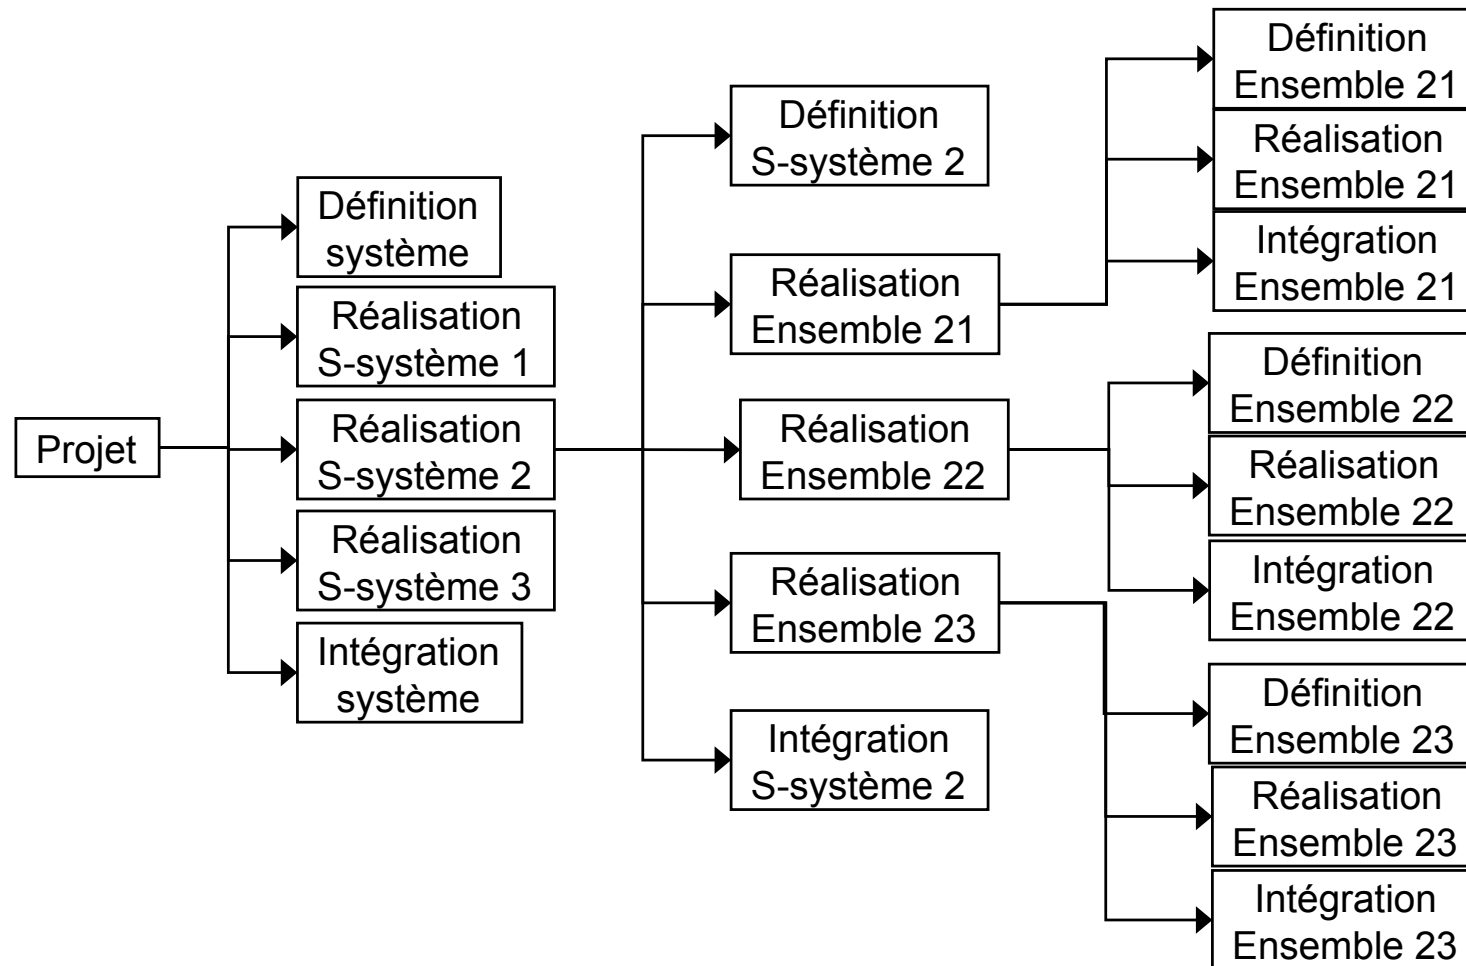 Projet
Définition
système
Réalisation
S-système 1
Réalisation
S-système 2
Réalisation
S-système 3
Intégration
système
Définition
S-système 2
Réalisation
Ensemble 21
Réalisation
Ensemble 22
Réalisation
Ensemble 23
Intégration
S-système 2
Définition
Ensemble 21
Réalisation
Ensemble 21
Intégration
Ensemble 21
Définition
Ensemble 22
Réalisation
Ensemble 22
Intégration
Ensemble 22
Définition
Ensemble 23
Réalisation
Ensemble 23
Intégration
Ensemble 23